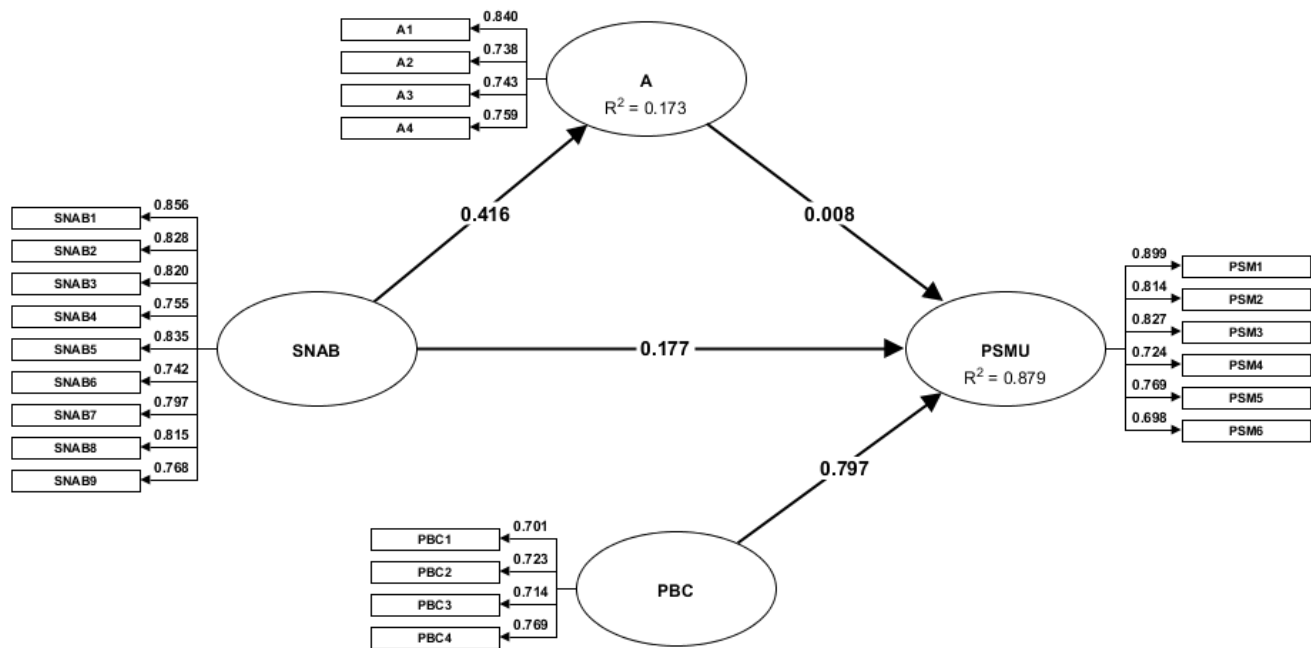 A1 0.840
A2 0.738
A3 0.743
A4 0.759
A
R² = 0.173
0.416
0.008
SNAB1 0.856
SNAB2 0.828
SNAB3 0.820
SNAB4 0.755
SNAB5 0.835
SNAB6 0.742
SNAB7 0.797
SNAB8 0.815
SNAB9 0.768
SNAB
0.177
PSMU
R² = 0.879
0.899 PSM1
0.814 PSM2
0.827 PSM3
0.724 PSM4
0.769 PSM5
0.698 PSM6
0.797
PBC1 0.701
PBC2 0.723
PBC3 0.714
PBC4 0.769
PBC